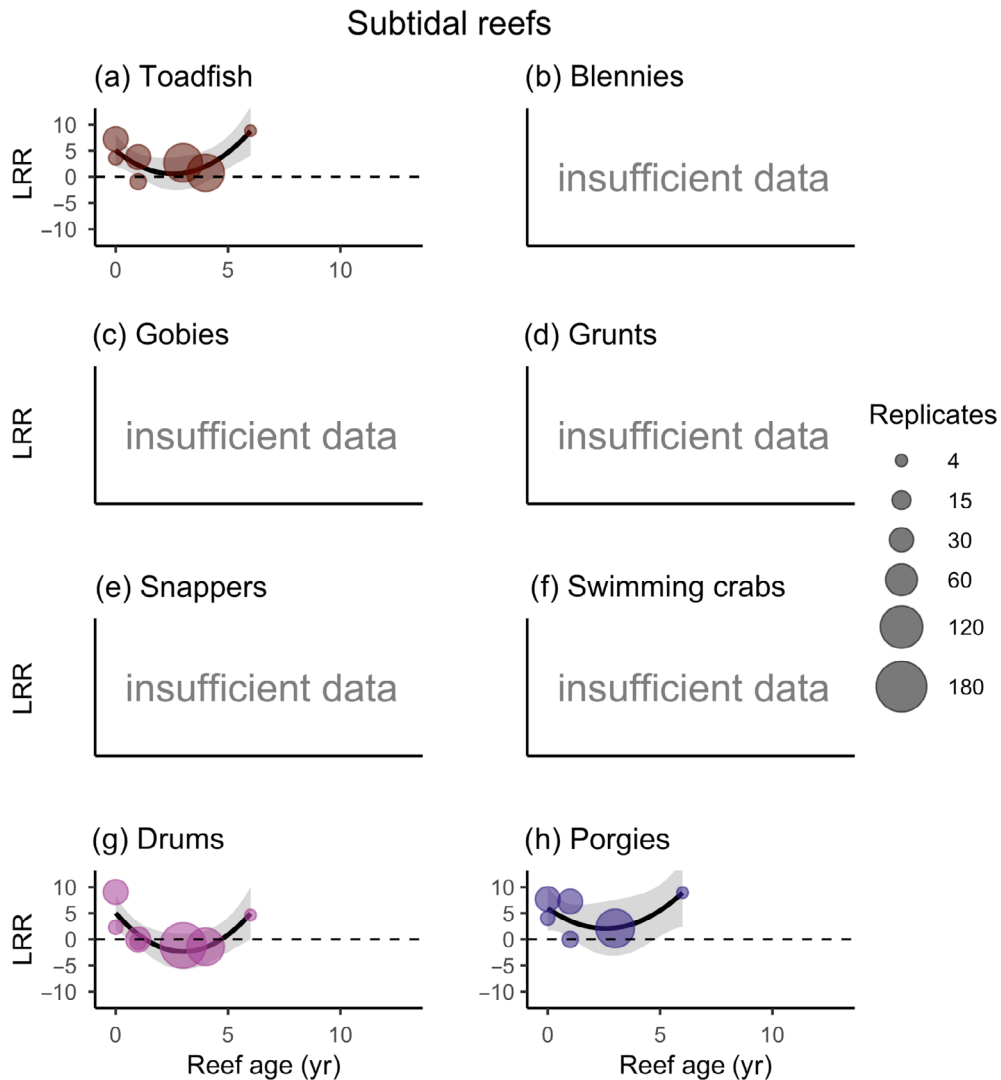 Subtidal reefs
(a) Toadfish
(b) Blennies
LRR
10
5
0
−5
−10
0
5
10
insufficient data
(c) Gobies
(d) Grunts
LRR
insufficient data
insufficient data
Replicates
4
15
30
60
120
180
(e) Snappers
(f) Swimming crabs
LRR
insufficient data
insufficient data
(g) Drums
(h) Porgies
LRR
10
5
0
−5
−10
0
5
10
Reef age (yr)
10
5
0
−5
−10
0
5
10
Reef age (yr)